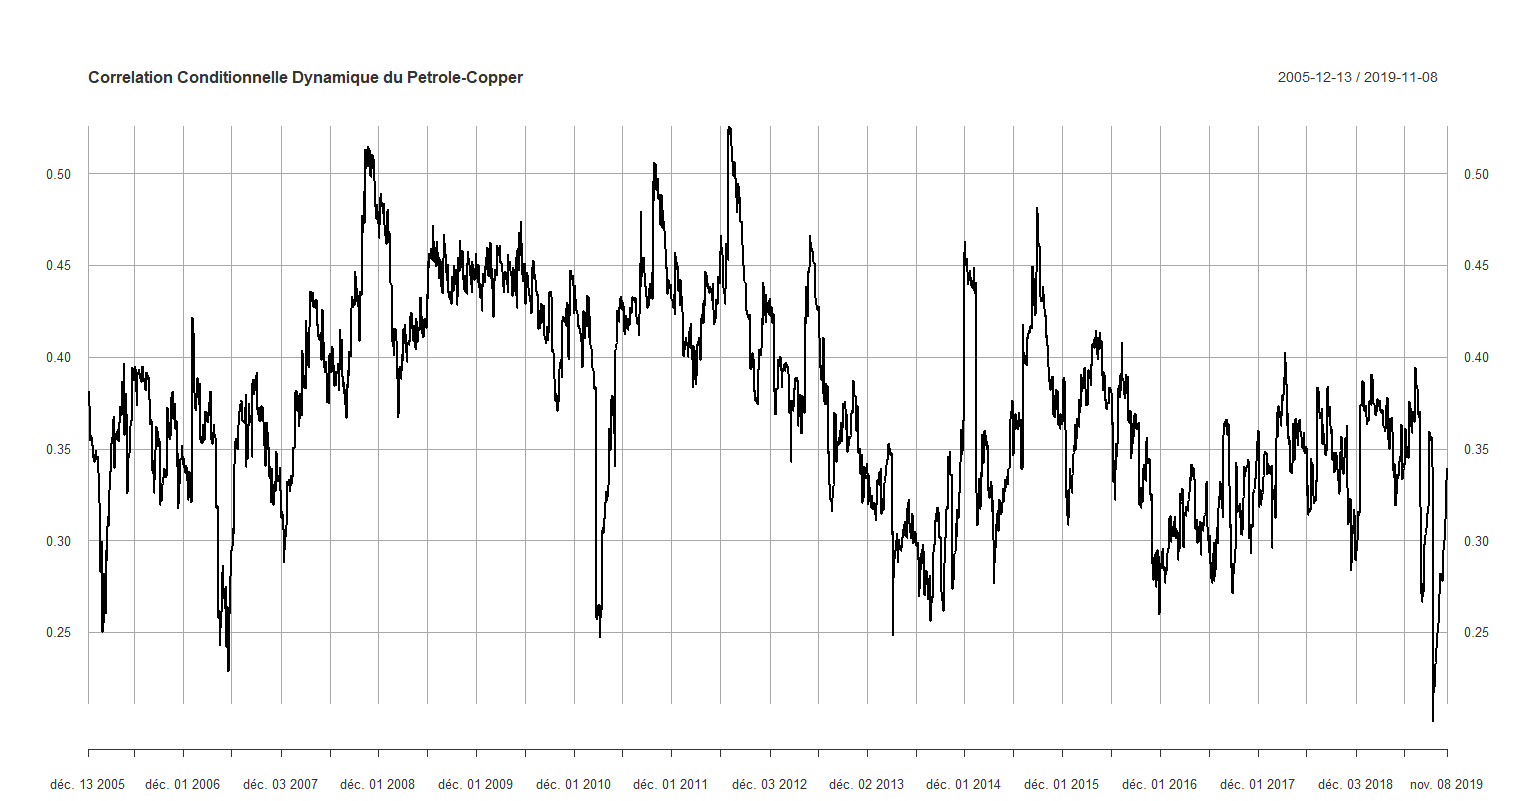 Correlation Conditionnelle Dynamique du Petrole-Copper
2005-12-13 / 2019-11-08
0.50 0.50
0.45 0.45
0.40 0.40
0.35 0.35
0.30 0.30
0.25 0.25
déc. 13 2005 déc. 01 2006 déc. 03 2007 déc. 01 2008 déc. 01 2009 déc. 01 2010 déc. 01 2011 déc. 03 2012 déc. 02 2013 déc. 01 2014 déc. 01 2015 déc. 01 2016 déc. 01 2017 déc. 03 2018 nov. 08 2019